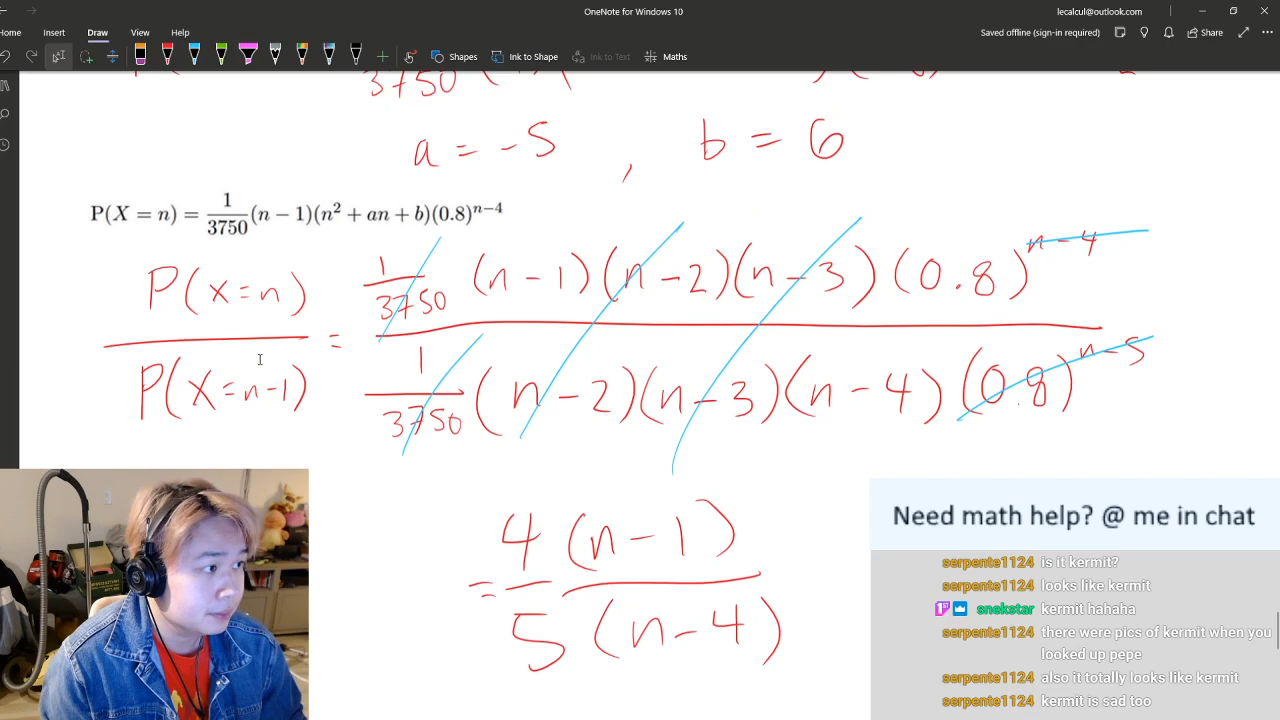 OneNote for Windows 10
lecalcul@outlook.com
Home Insert Draw View Help
Saved offline (sign-in required)
Share
Shapes Ink to Shape Ink to Text Maths
3750
a = -5 , b = 6
P(X = n) = 1/3750 (n − 1)(n² + an + b)(0.8)ⁿ⁻⁴
P(X=n) / P(X=n-1) = 1/3750 (n-1)(n-2)(n-3)(0.8)^n-4 / 1/3750 (n-2)(n-3)(n-4)(0.8)^n-5
= 4(n-1) / 5(n-4)
Need math help? @ me in chat
serpente1124 is it kermit?
serpente1124 looks like kermit
1ST snekstar kermit hahaha
serpente1124 there were pics of kermit when you
looked up pepe
serpente1124 also it totally looks like kermit
serpente1124 kermit is sad too